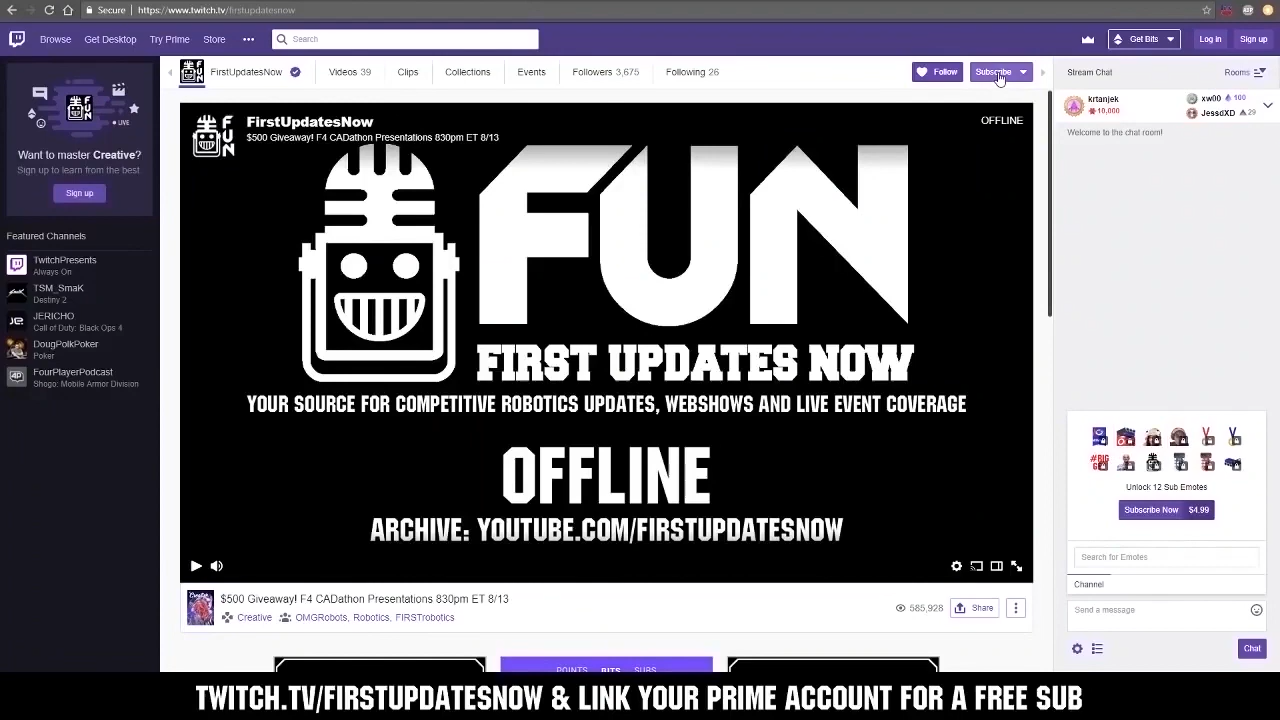 Secure
https://www.twitch.tv/firstupdatesnow
Browse
Get Desktop
Try Prime
Store
Search
Get Bits
Log in
Sign up
Want to master Creative?
Sign up to learn from the best
Sign up
Featured Channels
TwitchPresents
Always On
TSM_SmaK
Destiny 2
JERICHO
Call of Duty: Black Ops 4
DougPolkPoker
Poker
FourPlayerPodcast
Shogo: Mobile Armor Division
FirstUpdatesNow
Videos 39
Clips
Collections
Events
Followers 3,675
Following 26
Follow
Subscribe
FirstUpdatesNow
$500 Giveaway! F4 CADathon Presentations 830pm ET 8/13
OFFLINE
FUN
FIRST UPDATES NOW
YOUR SOURCE FOR COMPETITIVE ROBOTICS UPDATES, WEBSHOWS AND LIVE EVENT COVERAGE
OFFLINE
ARCHIVE: YOUTUBE.COM/FIRSTUPDATESNOW
$500 Giveaway! F4 CADathon Presentations 830pm ET 8/13
Creative
OMGRobots, Robotics, FIRSTrobotics
585,928
Share
POINTS BITS SUBS
Stream Chat
Rooms
krtanjek
10,000
xw00 100
JessdXD 29
Welcome to the chat room!
Unlock 12 Sub Emotes
Subscribe Now $4.99
Search for Emotes
Channel
Send a message
Chat
TWITCH.TV/FIRSTUPDATESNOW & LINK YOUR PRIME ACCOUNT FOR A FREE SUB